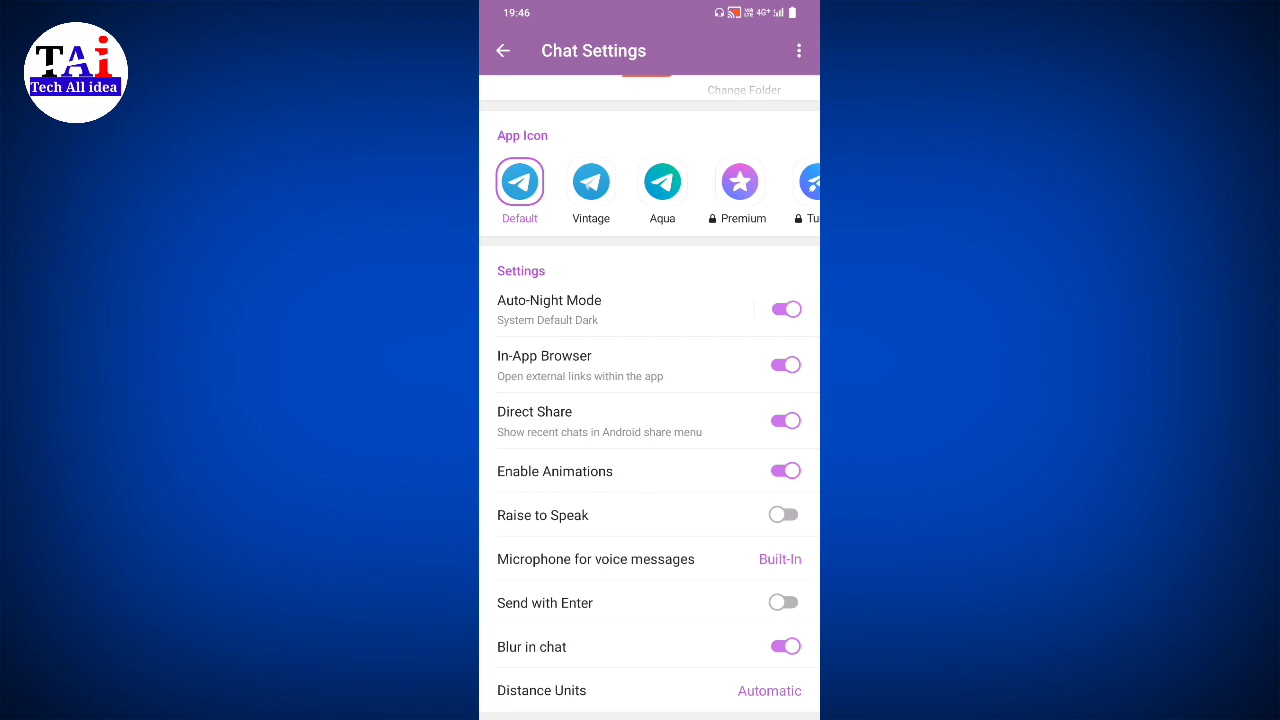 TAi
Tech All idea
19:46
4G+
Chat Settings
Change Folder
App Icon
Default
Vintage
Aqua
Premium
Tu
Settings
Auto-Night Mode
System Default Dark
In-App Browser
Open external links within the app
Direct Share
Show recent chats in Android share menu
Enable Animations
Raise to Speak
Microphone for voice messages
Built-In
Send with Enter
Blur in chat
Distance Units
Automatic